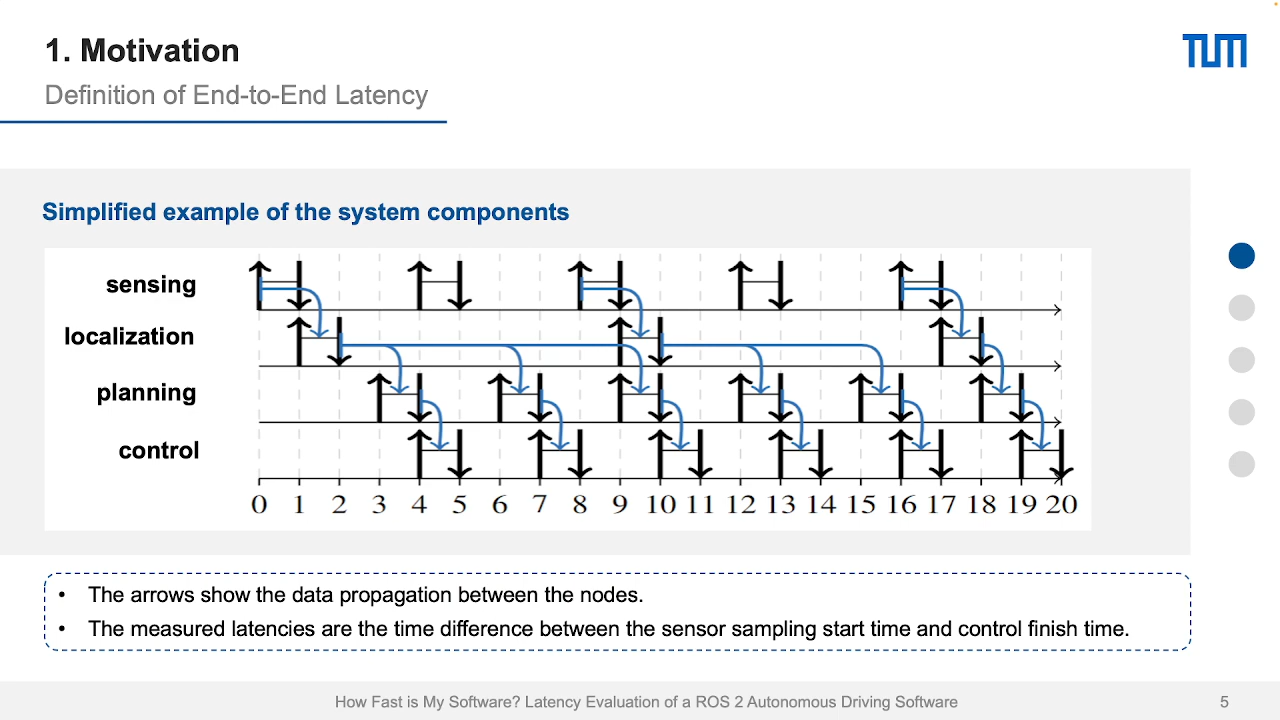 1. Motivation
TUM
Definition of End-to-End Latency
Simplified example of the system components
sensing
localization
planning
control
0 1 2 3 4 5 6 7 8 9 10 11 12 13 14 15 16 17 18 19 20
• The arrows show the data propagation between the nodes.
• The measured latencies are the time difference between the sensor sampling start time and control finish time.
How Fast is My Software? Latency Evaluation of a ROS 2 Autonomous Driving Software
5